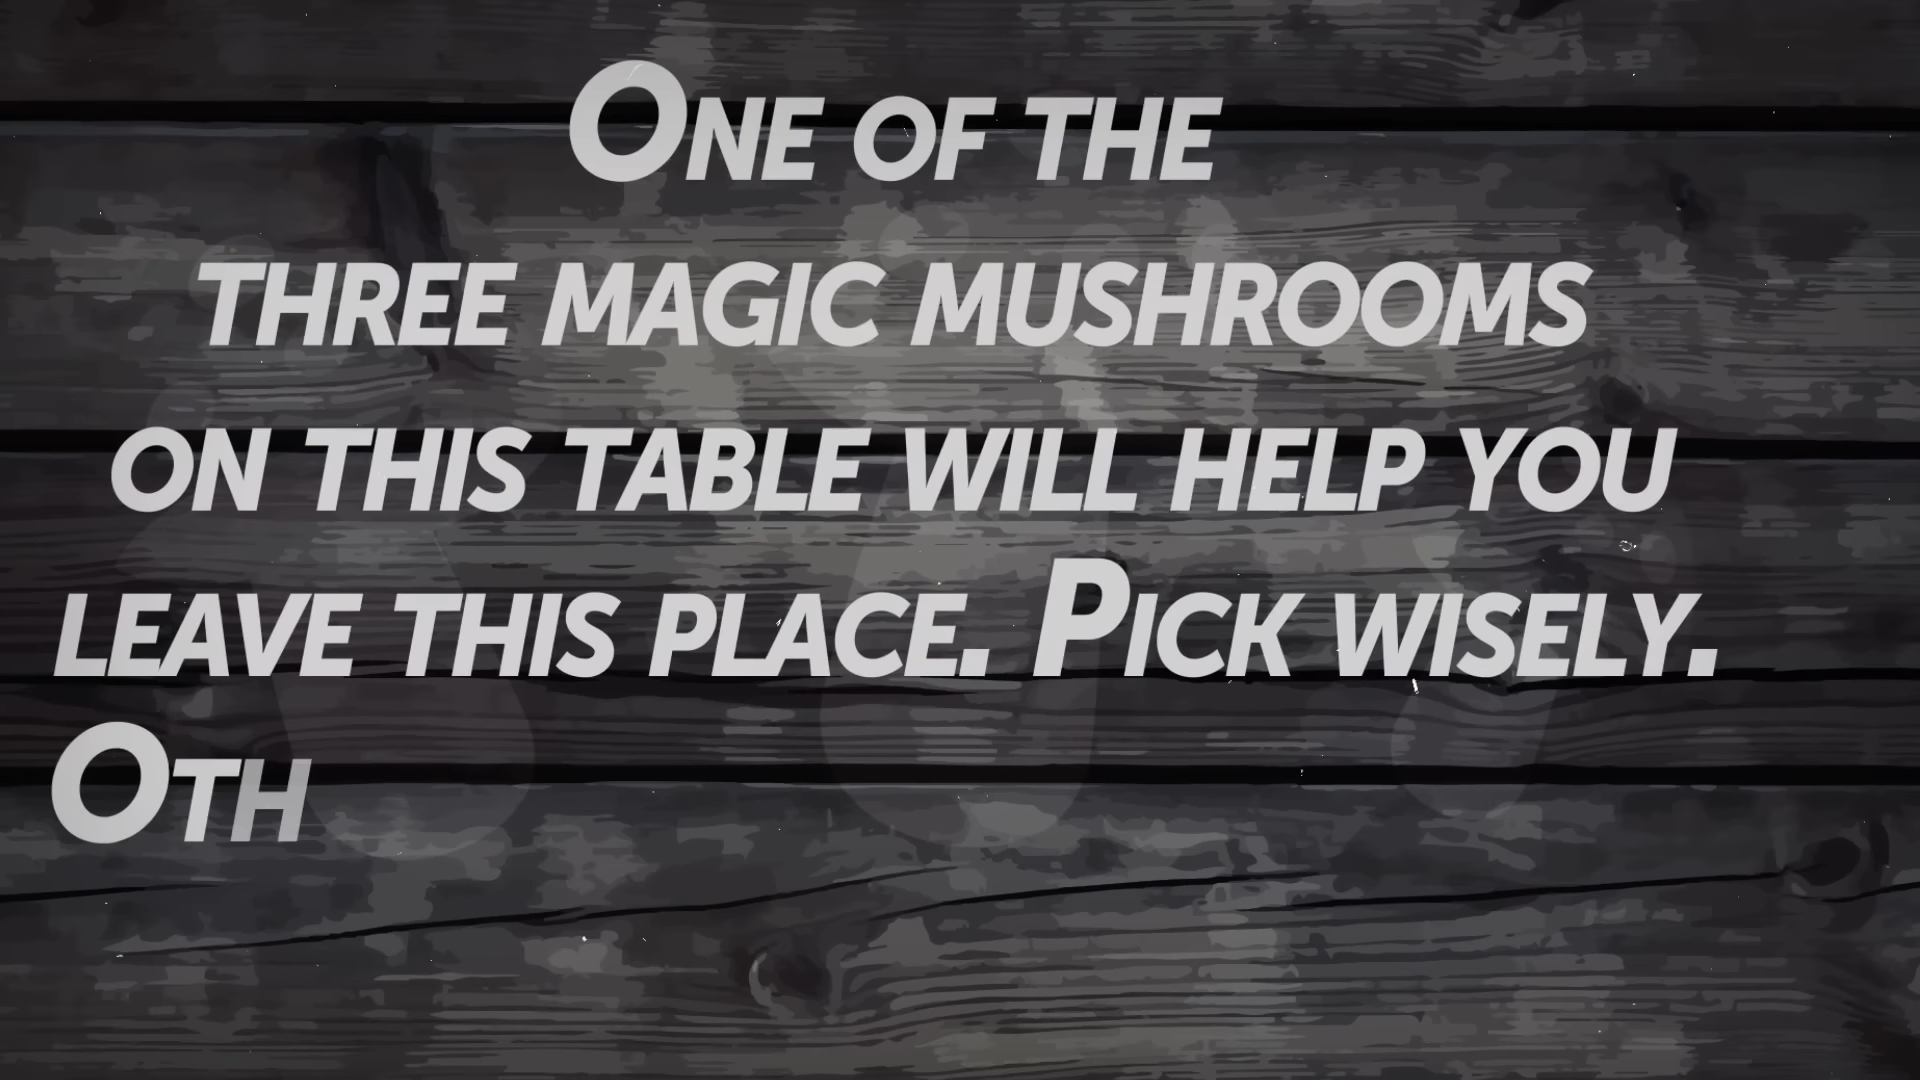 One of the
three magic mushrooms
on this table will help you
leave this place. Pick wisely.
Oth